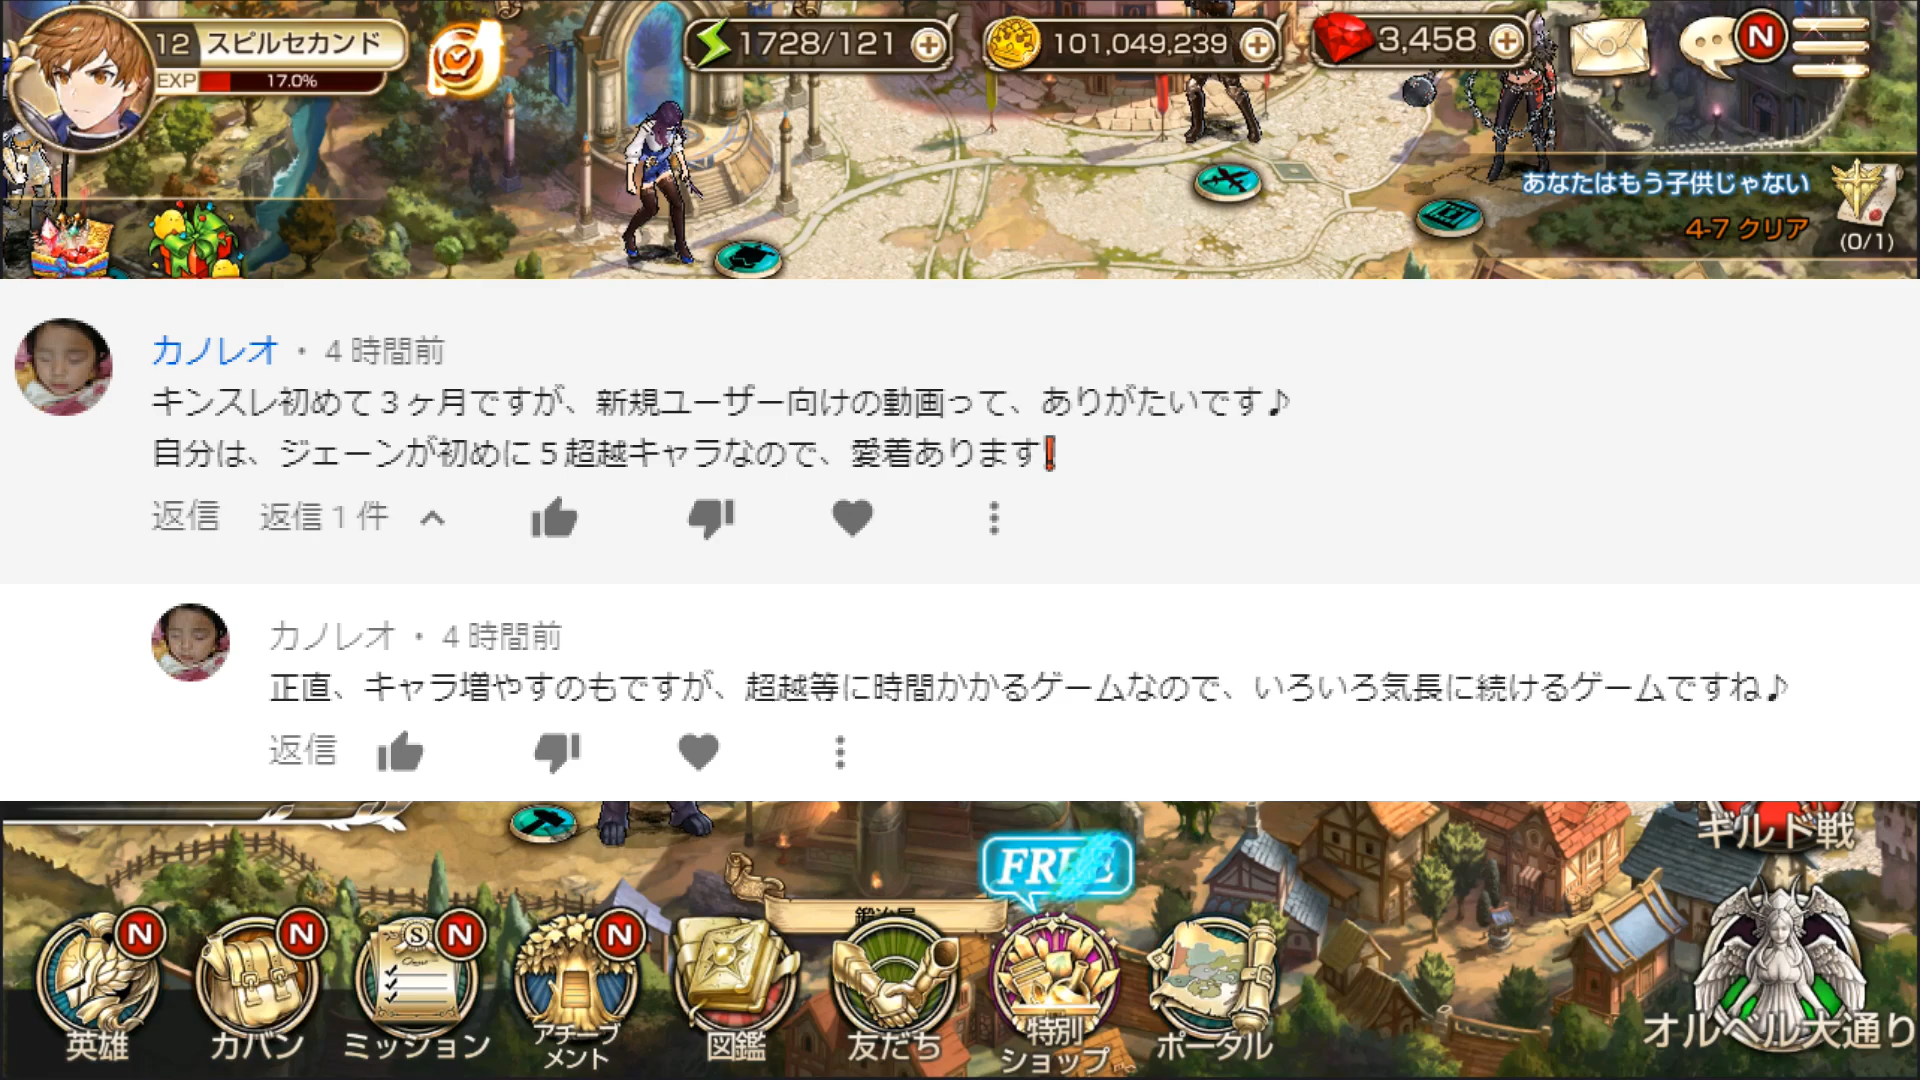 12 スピルセカンド
EXP 17.0%
1728/121
101,049,239
3,458
N
あなたはもう子供じゃない
4-7 クリア
(0/1)
カノレオ・4 時間前
キンスレ初めて３ヶ月ですが、新規ユーザー向けの動画って、ありがたいです♪
自分は、ジェーンが初めに５超越キャラなので、愛着あります❗
返信 返信 1 件
カノレオ・4 時間前
正直、キャラ増やすのもですが、超越等に時間かかるゲームなので、いろいろ気長に続けるゲームですね♪
返信
ギルド戦
FREE
N N S N N
英雄 カバン ミッション アチーブメント 図鑑 友だち 特別ショップ ポータル
オルベル大通り